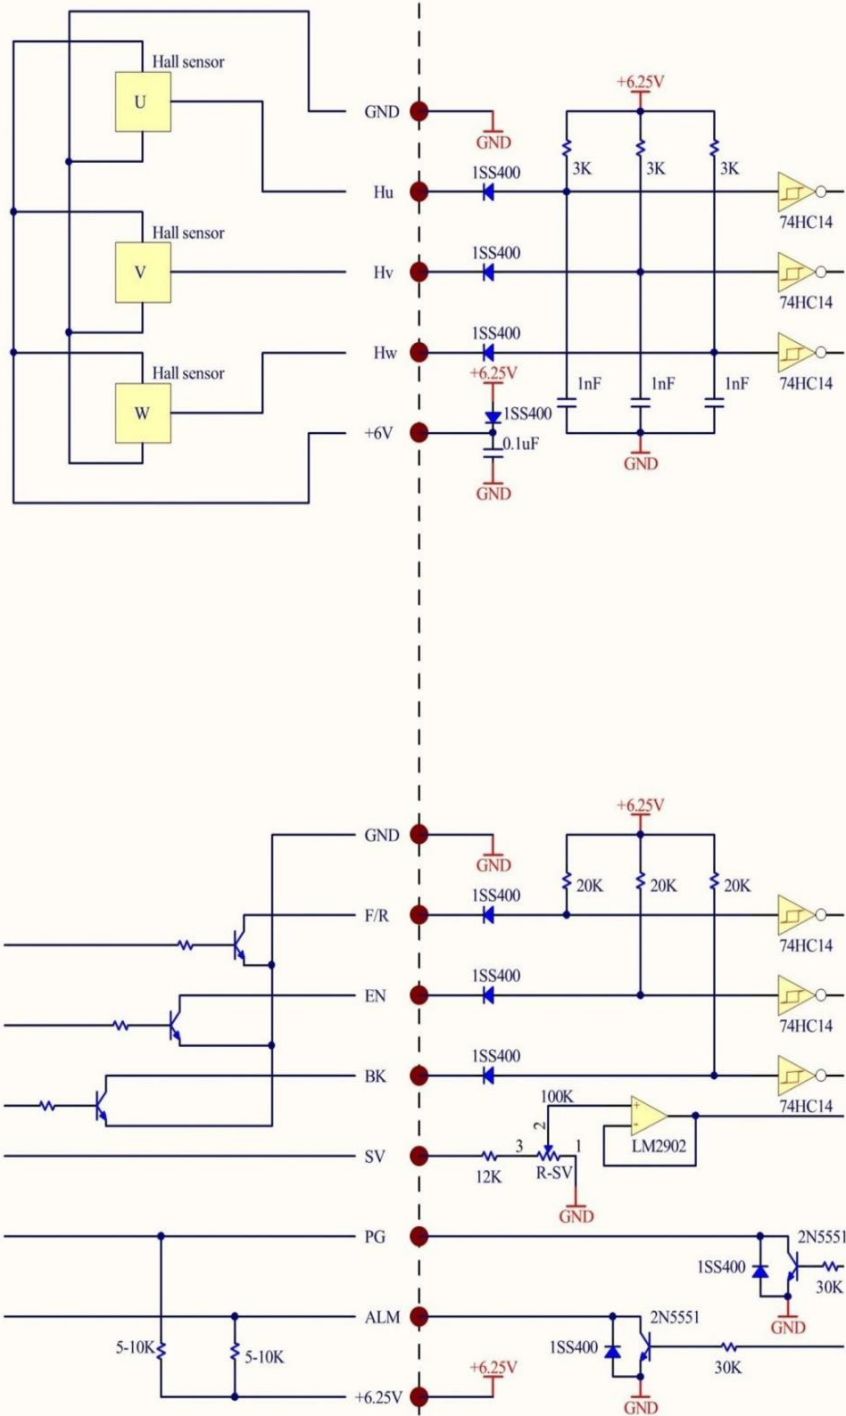 Hall sensor
U
GND
GND
+6.25V
3K
3K
3K
1SS400
Hu
74HC14
Hall sensor
V
1SS400
Hv
74HC14
Hall sensor
W
1SS400
Hw
74HC14
+6.25V
1SS400
1nF
1nF
1nF
+6V
0.1uF
GND
GND
+6.25V
GND
GND
20K
20K
20K
1SS400
F/R
74HC14
1SS400
EN
74HC14
1SS400
BK
74HC14
100K
+
-
LM2902
SV
12K
3
2
1
R-SV
GND
PG
1SS400
2N5551
30K
GND
ALM
5-10K
5-10K
1SS400
2N5551
30K
+6.25V
+6.25V
GND